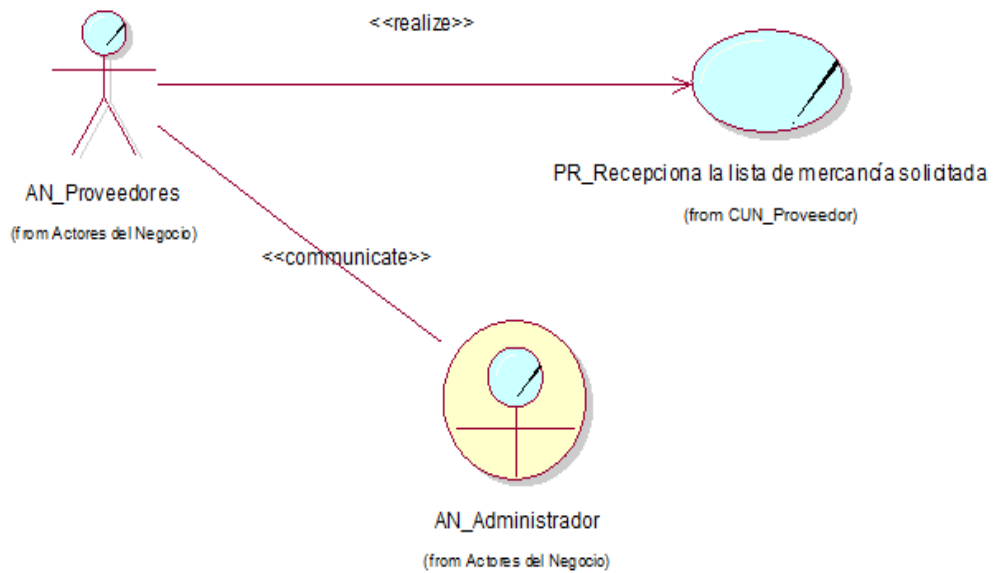 <<realize>>
AN_Proveedores
(from Actores del Negocio)
PR_Recepciona la lista de mercancía solicitada
(from CUN_Proveedor)
<<communicate>>
AN_Administrador
(from Actores del Negocio)